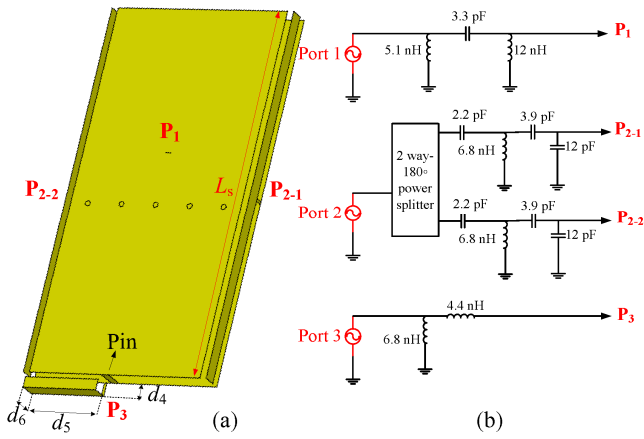 P1
P2-2
Ls
P2-1
Pin
P3
d4
d5
d6
(a)
Port 1
3.3 pF
5.1 nH
12 nH
P1
Port 2
2 way-
180○
power
splitter
2.2 pF
6.8 nH
3.9 pF
12 pF
P2-1
2.2 pF
6.8 nH
3.9 pF
12 pF
P2-2
Port 3
4.4 nH
6.8 nH
P3
(b)